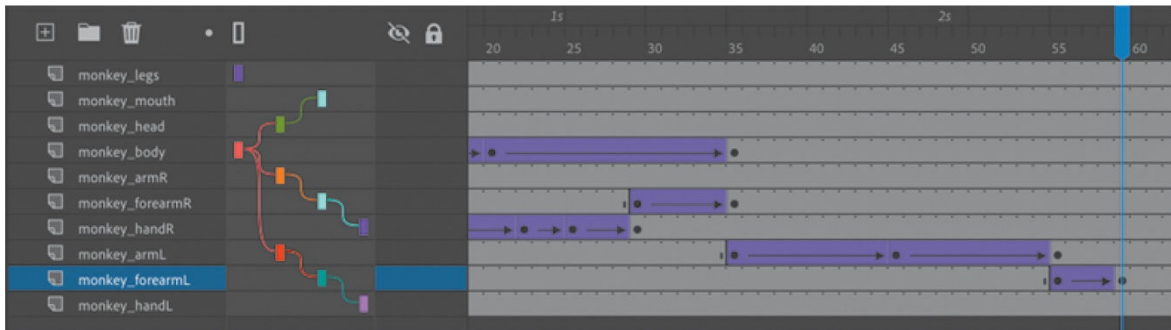 1s 2s
20 25 30 35 40 45 50 55 60
monkey_legs
monkey_mouth
monkey_head
monkey_body
monkey_armR
monkey_forearmR
monkey_handR
monkey_armL
monkey_forearmL
monkey_handL